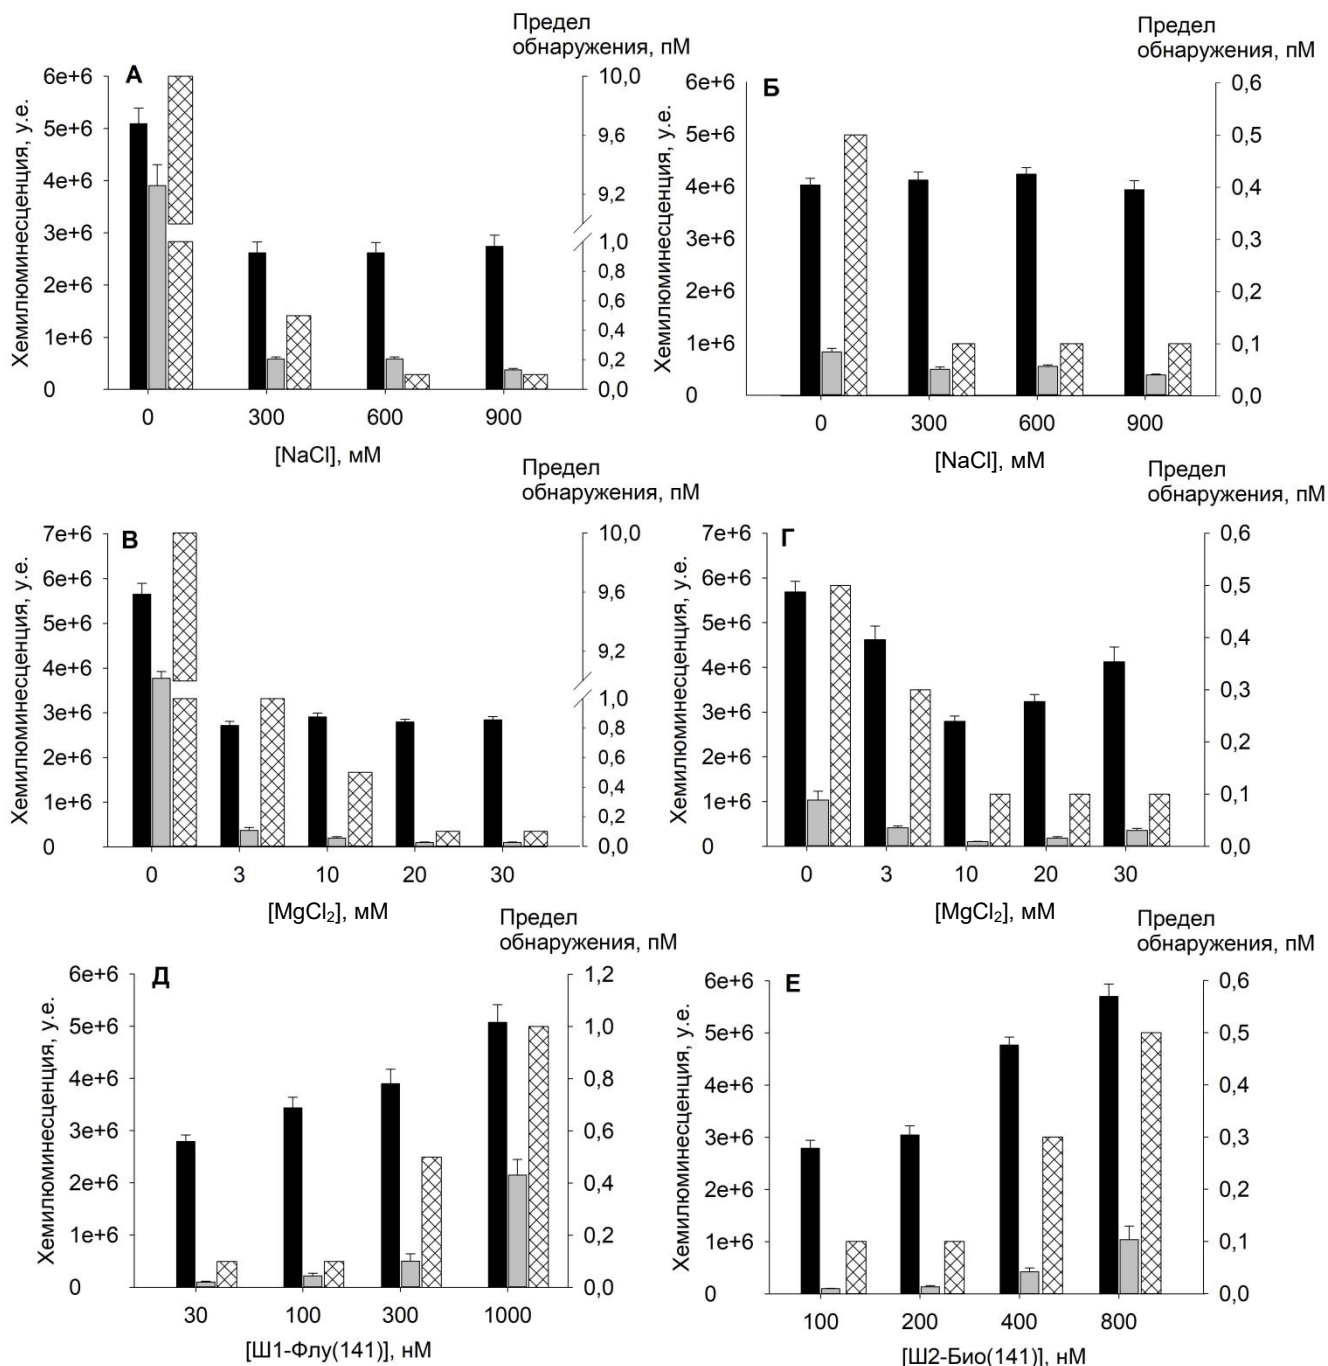 Предел
обнаружения, пМ
А
Хемилюминесценция, у.е.
6e+6
5e+6
4e+6
3e+6
2e+6
1e+6
0
10,0
9,6
9,2
1,0
0,8
0,6
0,4
0,2
0,0
0 300 600 900
[NaCl], мМ
Предел
обнаружения, пМ
Б
Хемилюминесценция, у.е.
6e+6
5e+6
4e+6
3e+6
2e+6
1e+6
0
0,6
0,5
0,4
0,3
0,2
0,1
0,0
0 300 600 900
[NaCl], мМ
Предел
обнаружения, пМ
В
Хемилюминесценция, у.е.
7e+6
6e+6
5e+6
4e+6
3e+6
2e+6
1e+6
0
10,0
9,6
9,2
1,0
0,8
0,6
0,4
0,2
0,0
0 3 10 20 30
[MgCl₂], мМ
Предел
обнаружения, пМ
Г
Хемилюминесценция, у.е.
7e+6
6e+6
5e+6
4e+6
3e+6
2e+6
1e+6
0
0,6
0,5
0,4
0,3
0,2
0,1
0,0
0 3 10 20 30
[MgCl₂], мМ
Предел
обнаружения, пМ
Д
Хемилюминесценция, у.е.
6e+6
5e+6
4e+6
3e+6
2e+6
1e+6
0
1,2
1,0
0,8
0,6
0,4
0,2
0,0
30 100 300 1000
[Ш1-Флу(141)], нМ
Предел
обнаружения, пМ
Е
Хемилюминесценция, у.е.
6e+6
5e+6
4e+6
3e+6
2e+6
1e+6
0
0,6
0,5
0,4
0,3
0,2
0,1
0,0
100 200 400 800
[Ш2-Био(141)], нМ